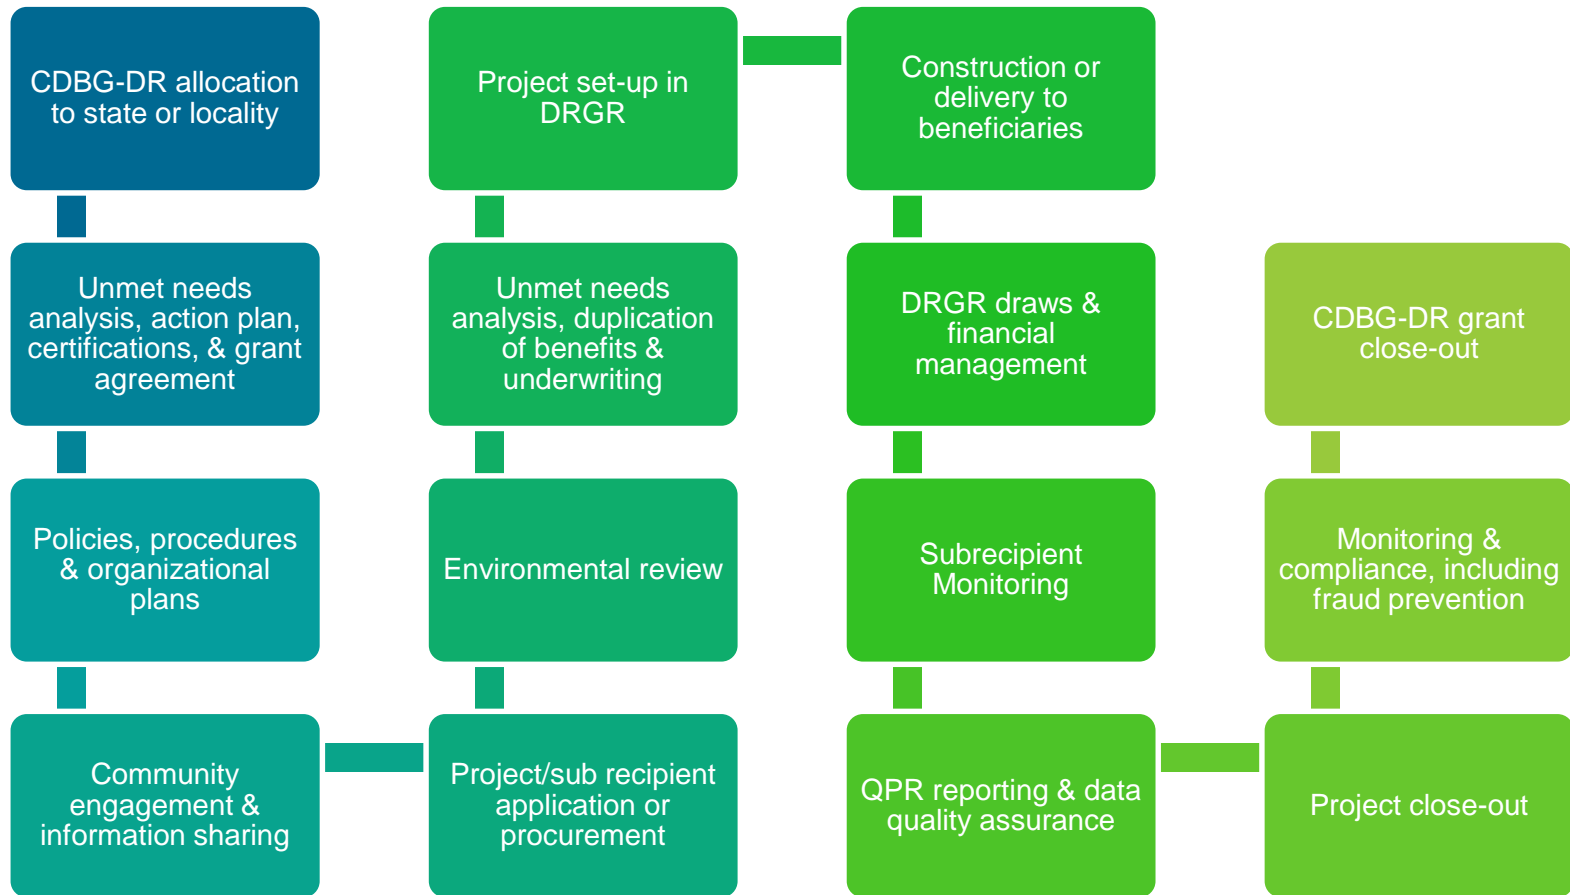 CDBG-DR allocation
to state or locality
Unmet needs
analysis, action plan,
certifications, & grant
agreement
Policies, procedures
& organizational
plans
Community
engagement &
information sharing
Project/sub recipient
application or
procurement
Environmental review
Unmet needs
analysis, duplication
of benefits &
underwriting
Project set-up in
DRGR
Construction or
delivery to
beneficiaries
DRGR draws &
financial
management
Subrecipient
Monitoring
QPR reporting & data
quality assurance
Project close-out
Monitoring &
compliance, including
fraud prevention
CDBG-DR grant
close-out